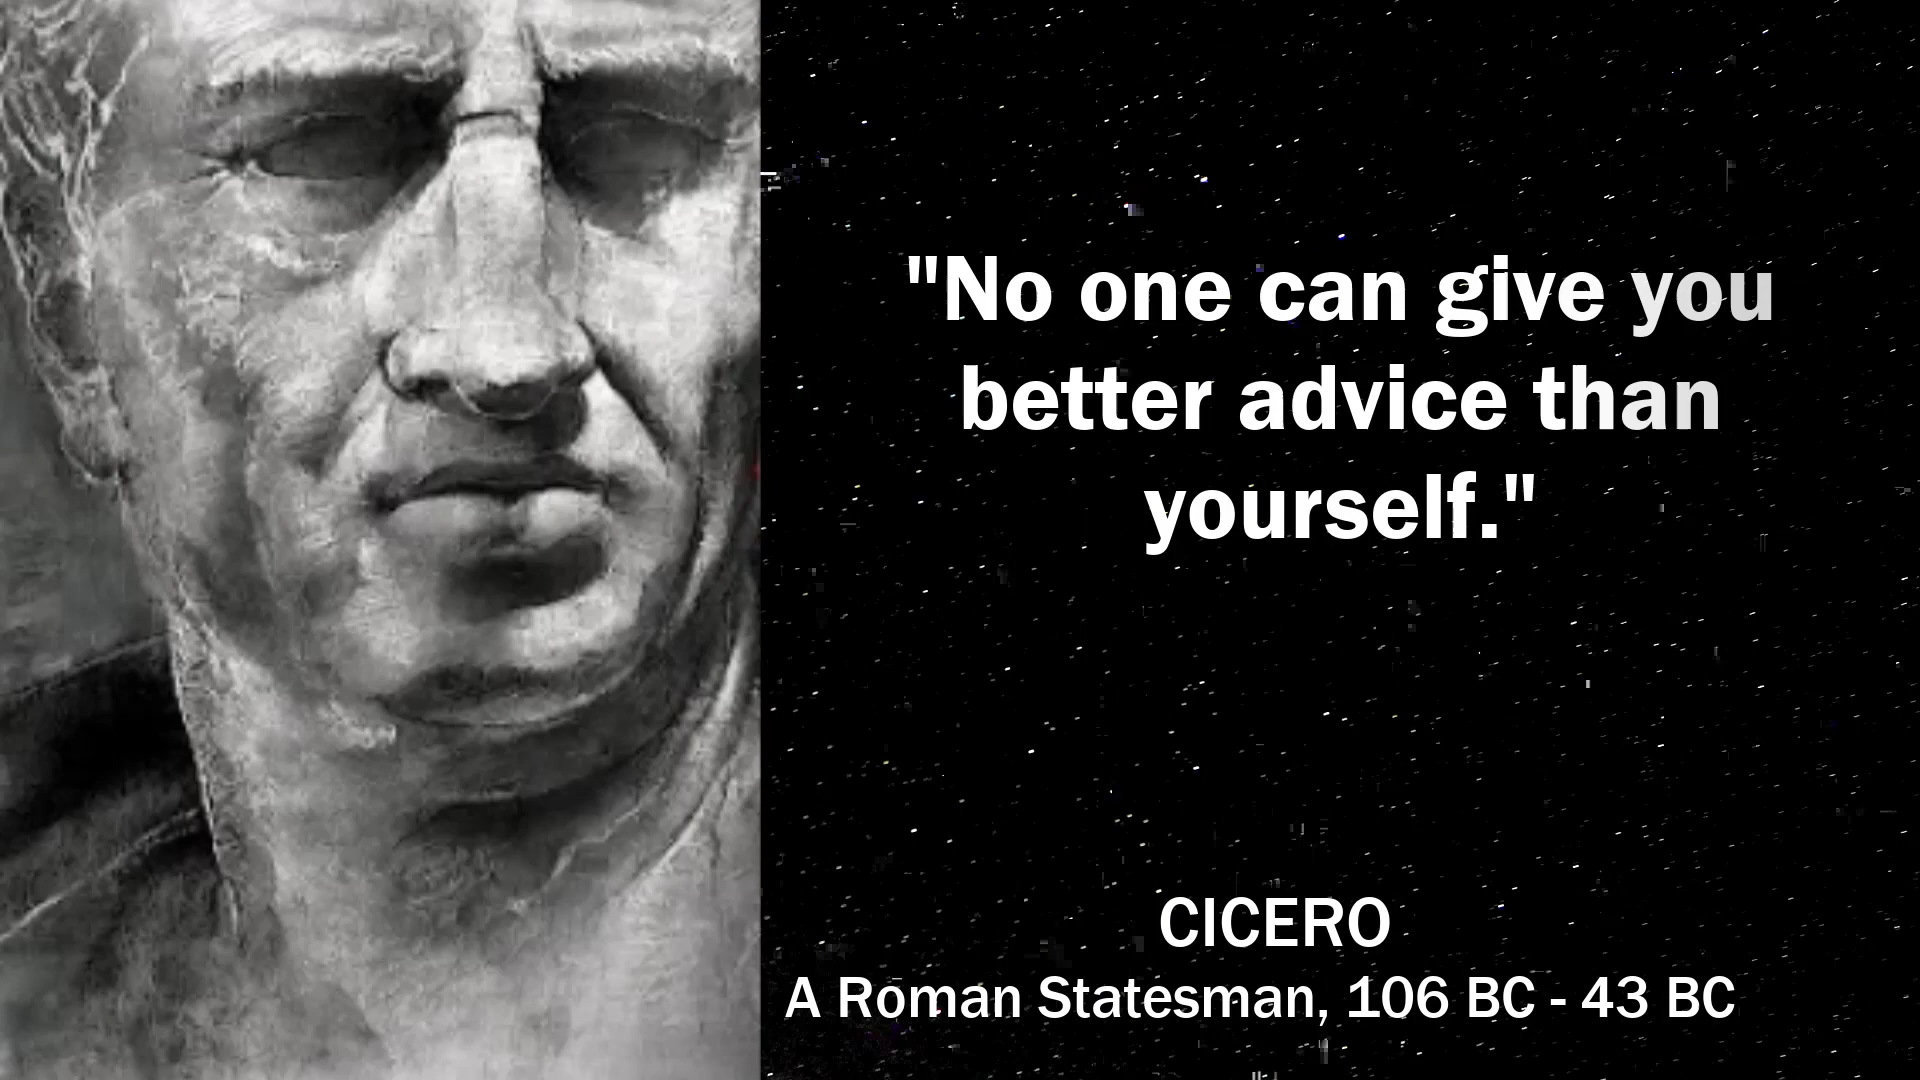 "No one can give you
better advice than
yourself."
CICERO
A Roman Statesman, 106 BC - 43 BC